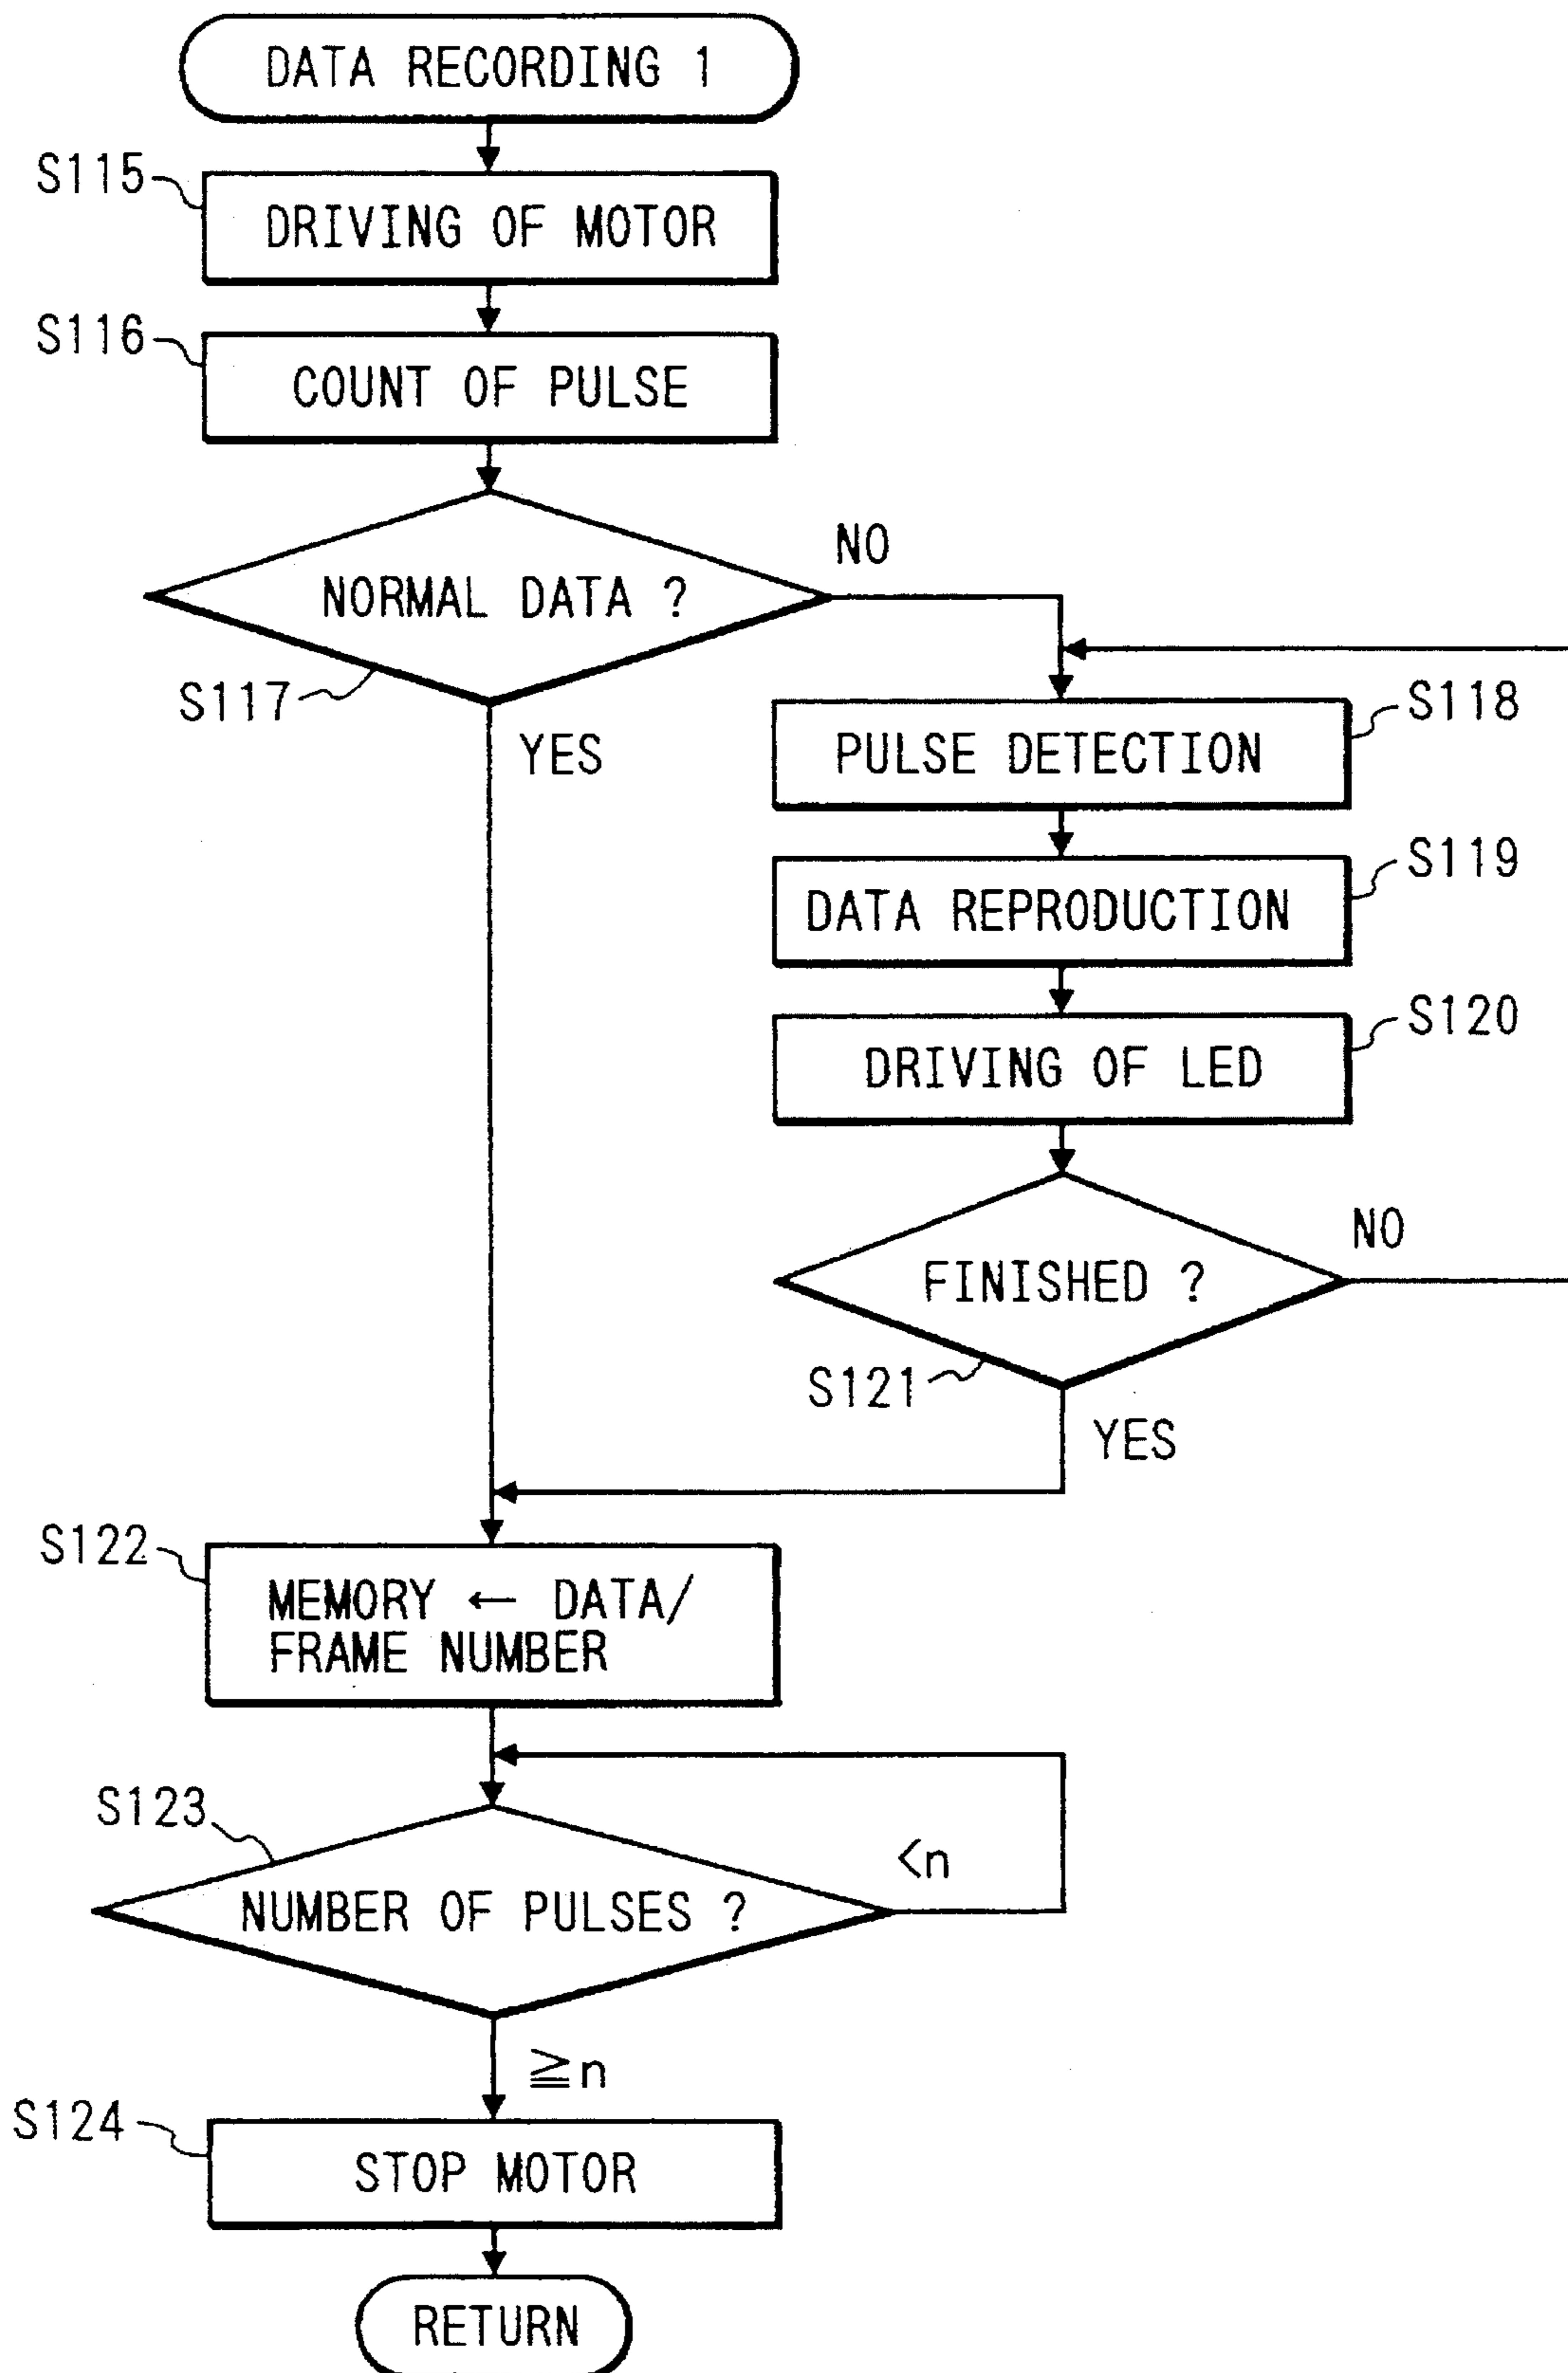 DATA RECORDING 1
S115
DRIVING OF MOTOR
S116
COUNT OF PULSE
NORMAL DATA ?
NO
S117
YES
S118
PULSE DETECTION
S119
DATA REPRODUCTION
S120
DRIVING OF LED
FINISHED ?
NO
S121
YES
S122
MEMORY ← DATA/
FRAME NUMBER
S123
NUMBER OF PULSES ?
<n
≧n
S124
STOP MOTOR
RETURN